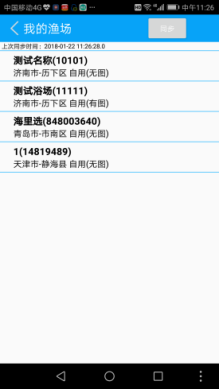 中国移动4G
中午11:26
我的渔场
同步
上次同步时间：2018-01-22 11:26:28.0
测试名称(10101)
济南市-历下区 自用(无图)
测试浴场(11111)
济南市-历下区 自用(有图)
海里选(848003640)
青岛市-市南区 自用(无图)
1(14819489)
天津市-静海县 自用(无图)